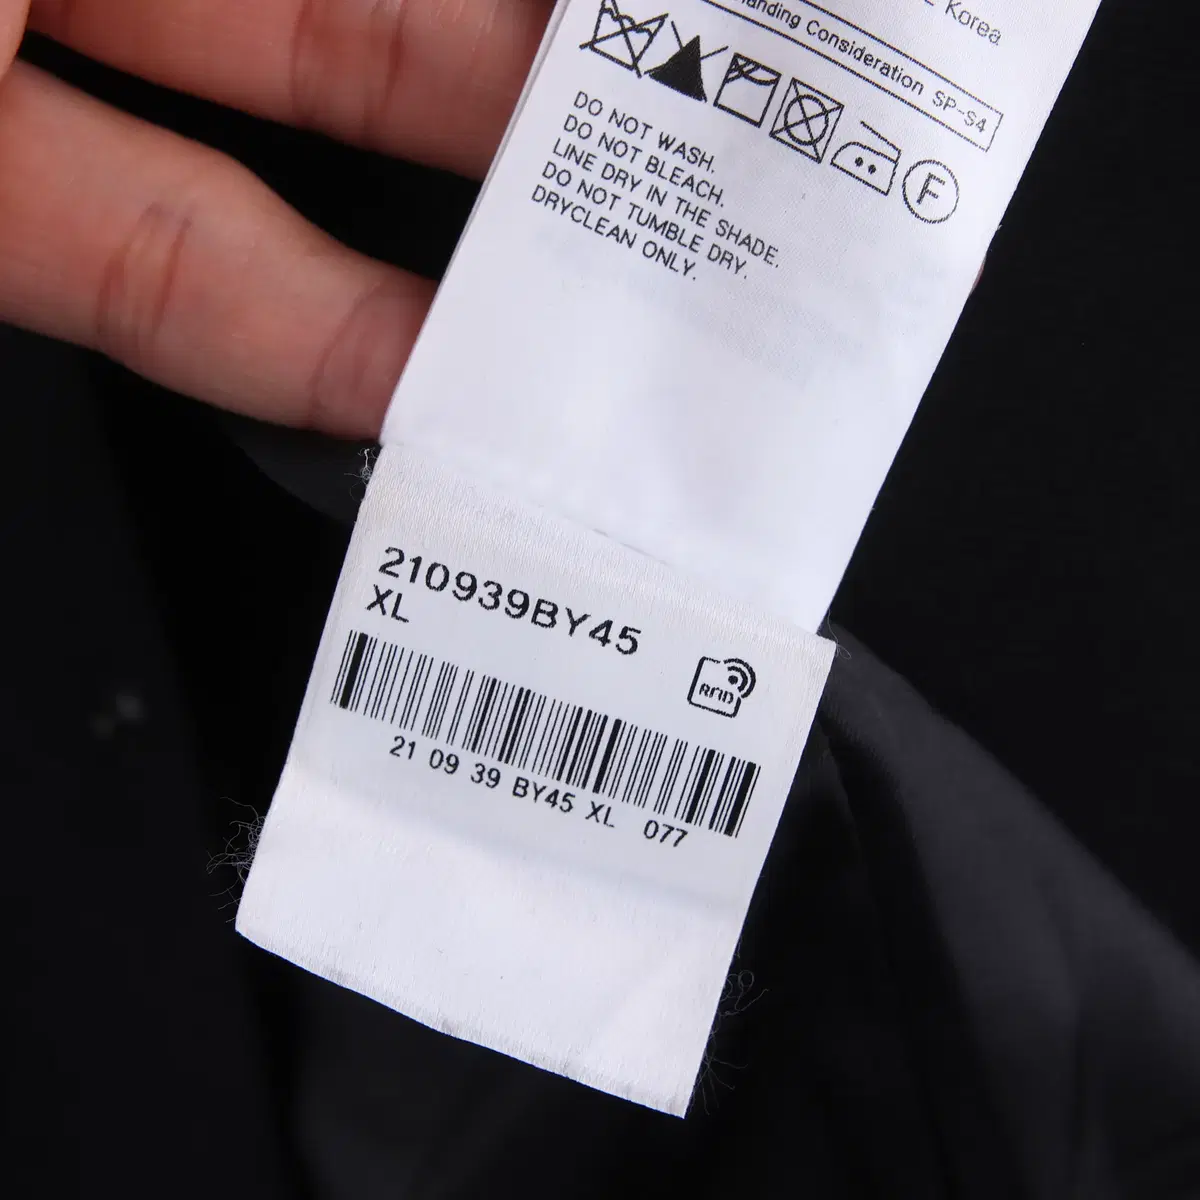 Korea
Handing Consideration SP-S4
F
DO NOT WASH.
DO NOT BLEACH.
LINE DRY IN THE SHADE.
DO NOT TUMBLE DRY.
DRYCLEAN ONLY.
210939BY45
XL
RFID
21 09 39 BY45 XL 077